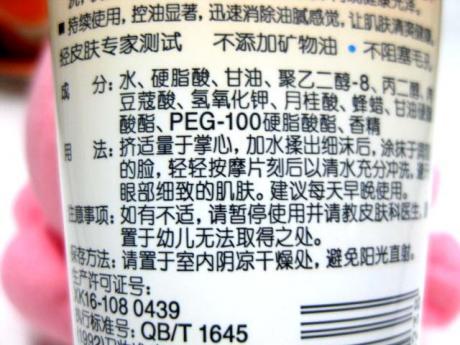 持续使用，控油显著，迅速消除油腻感觉，让肌肤清爽健康。
经皮肤专家测试 不添加矿物油 •不阻塞毛孔
成 分：水、硬脂酸、甘油、聚乙二醇-8、丙二醇、
豆蔻酸、氢氧化钾、月桂酸、蜂蜡、甘油硬脂
酸酯、PEG-100硬脂酸酯、香精
用 法：挤适量于掌心，加水揉出细沫后，涂抹于
的脸，轻轻按摩片刻后以清水充分冲洗，
眼部细致的肌肤。建议每天早晚使用。
注意事项：如有不适，请暂停使用并请教皮肤科医生。
置于幼儿无法取得之处。
保存方法：请置于室内阴凉干燥处，避免阳光直射。
生产许可证号：
XK16-108 0439
执行标准号：QB/T 1645